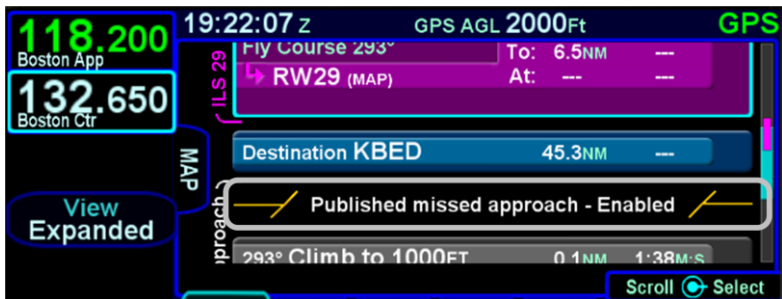 118.200
Boston App
132.650
Boston Ctr
19:22:07 Z GPS AGL 2000Ft GPS
ILS 29
Fly Course 293° To: 6.5NM ---
RW29 (MAP) At: --- ---
MAP
Destination KBED 45.3NM ---
proach
Published missed approach - Enabled
293° Climb to 1000FT 0.1NM 1:38M:S
View
Expanded
Scroll Select